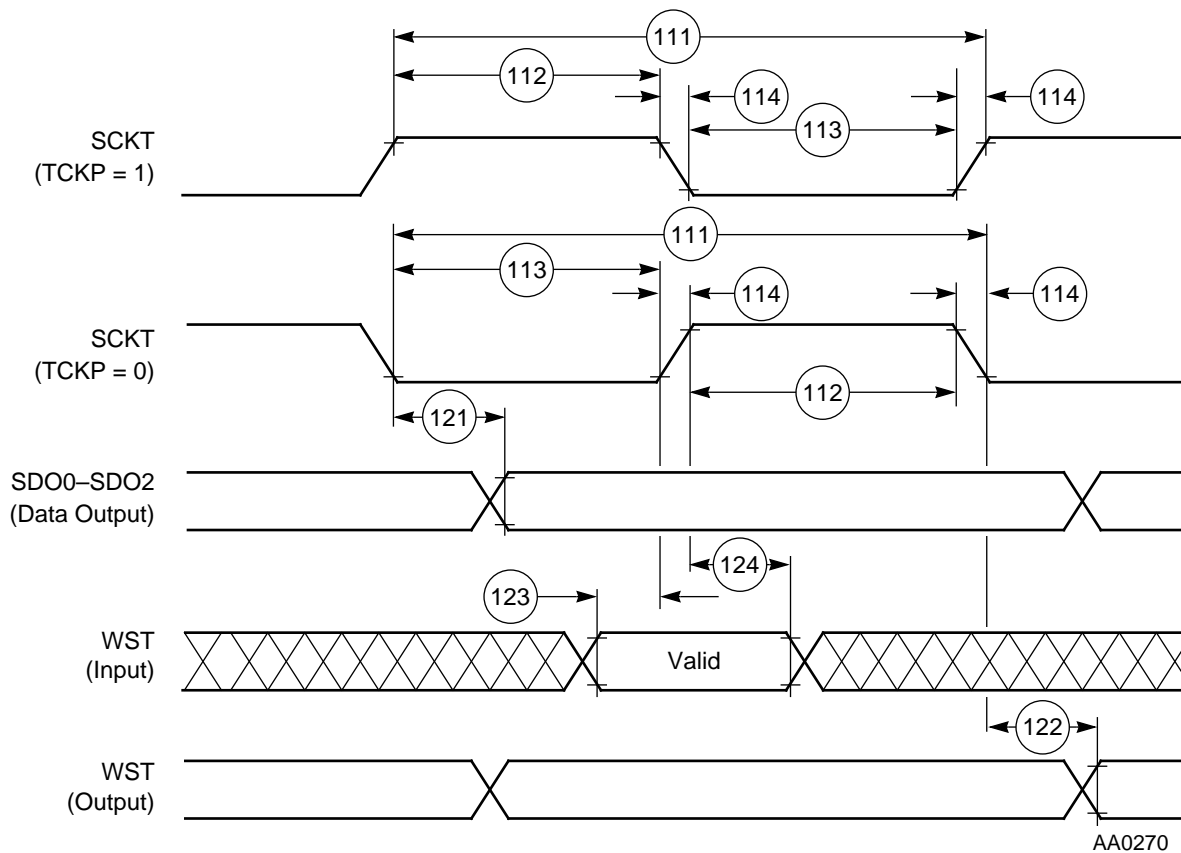 111
112
114
114
113
SCKT
(TCKP = 1)
111
113
114
114
SCKT
(TCKP = 0)
112
121
SDO0–SDO2
(Data Output)
124
123
WST
(Input)
Valid
122
WST
(Output)
AA0270